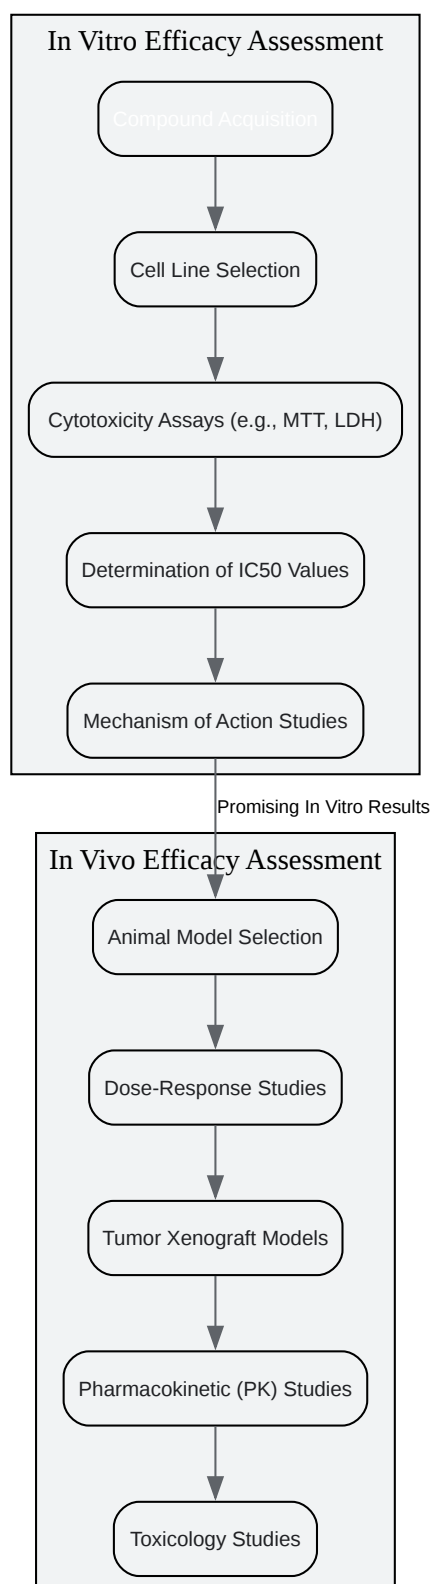 In Vitro Efficacy Assessment
Compound Acquisition
Cell Line Selection
Cytotoxicity Assays (e.g., MTT, LDH)
Determination of IC50 Values
Mechanism of Action Studies
Promising In Vitro Results
In Vivo Efficacy Assessment
Animal Model Selection
Dose-Response Studies
Tumor Xenograft Models
Pharmacokinetic (PK) Studies
Toxicology Studies